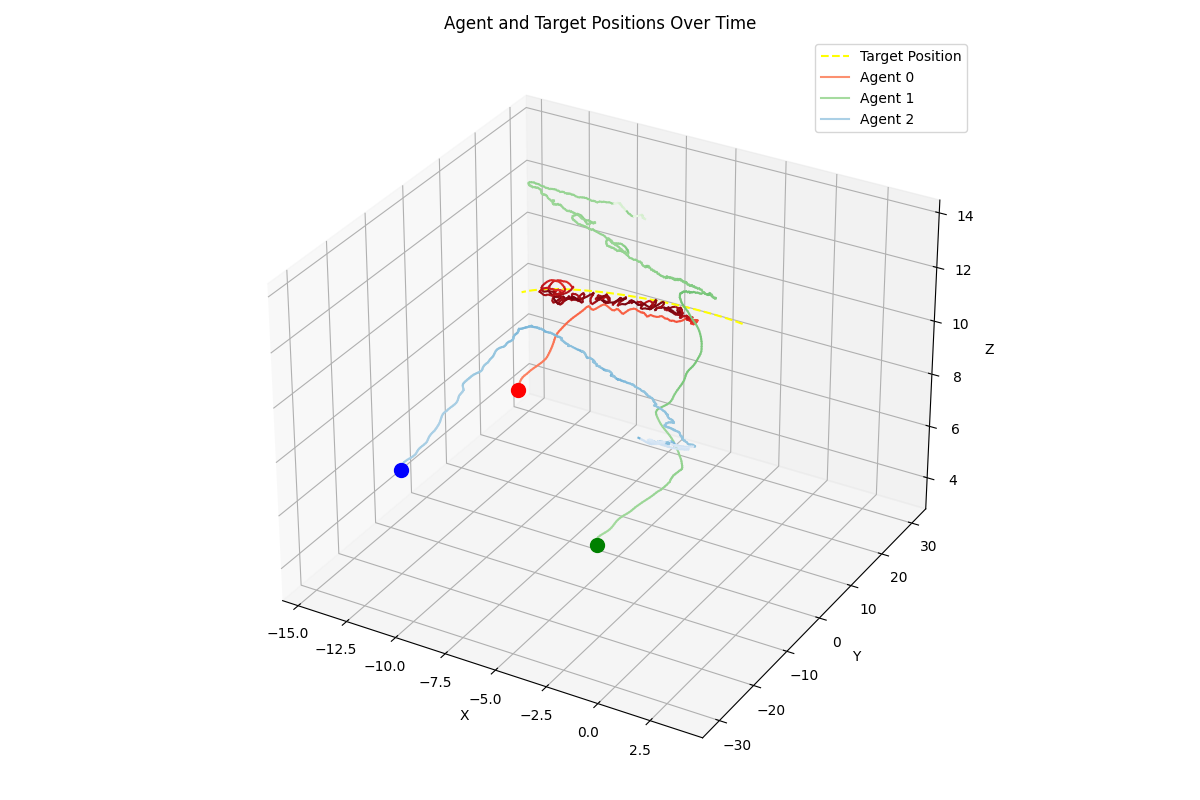 Agent and Target Positions Over Time
Target Position
Agent 0
Agent 1
Agent 2
14
12
10
8
6
4
Z
30
20
10
0
−10
−20
−30
Y
−15.0
−12.5
−10.0
−7.5
−5.0
−2.5
0.0
2.5
X